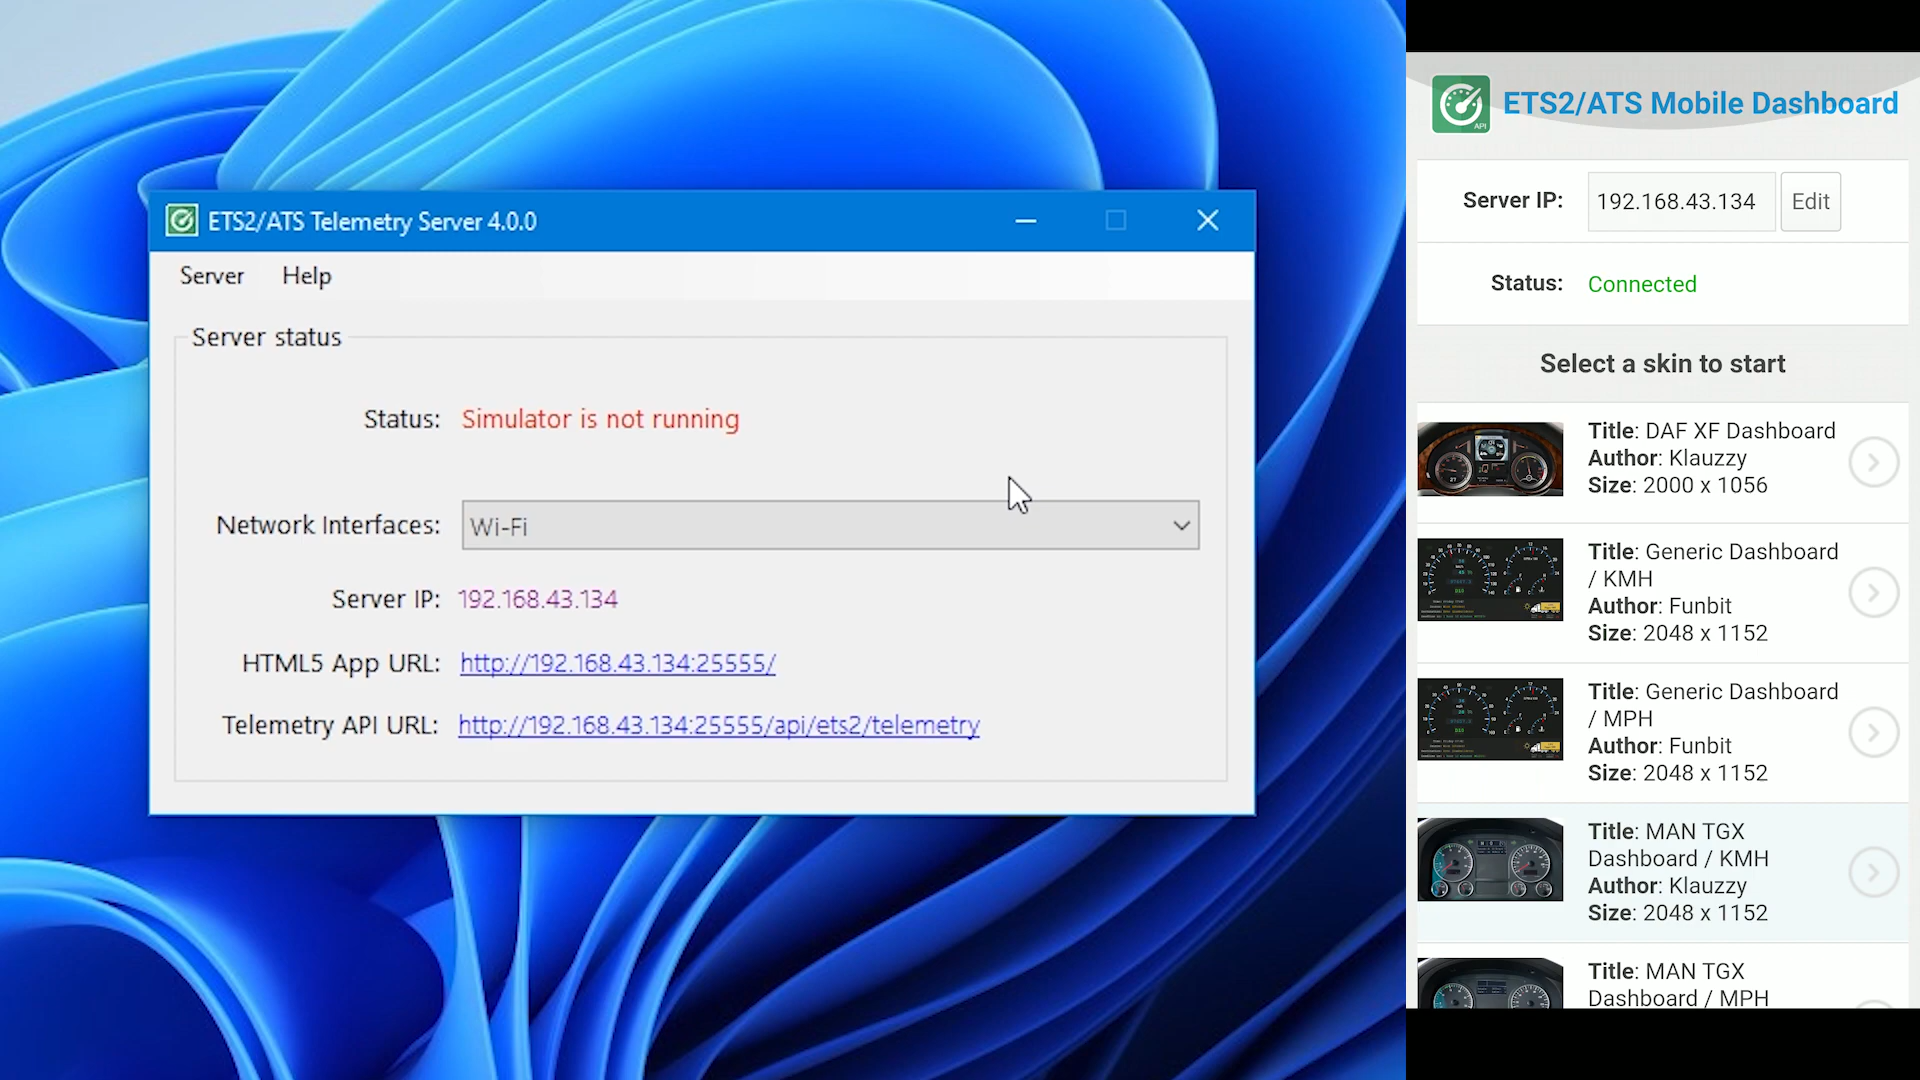 ETS2/ATS Telemetry Server 4.0.0
Server Help
Server status
Status: Simulator is not running
Network Interfaces: Wi-Fi
Server IP: 192.168.43.134
HTML5 App URL: http://192.168.43.134:25555/
Telemetry API URL: http://192.168.43.134:25555/api/ets2/telemetry
API
ETS2/ATS Mobile Dashboard
Server IP: 192.168.43.134 Edit
Status: Connected
Select a skin to start
Title: DAF XF Dashboard
Author: Klauzzy
Size: 2000 x 1056
Title: Generic Dashboard
/ KMH
Author: Funbit
Size: 2048 x 1152
Title: Generic Dashboard
/ MPH
Author: Funbit
Size: 2048 x 1152
Title: MAN TGX
Dashboard / KMH
Author: Klauzzy
Size: 2048 x 1152
Title: MAN TGX
Dashboard / MPH